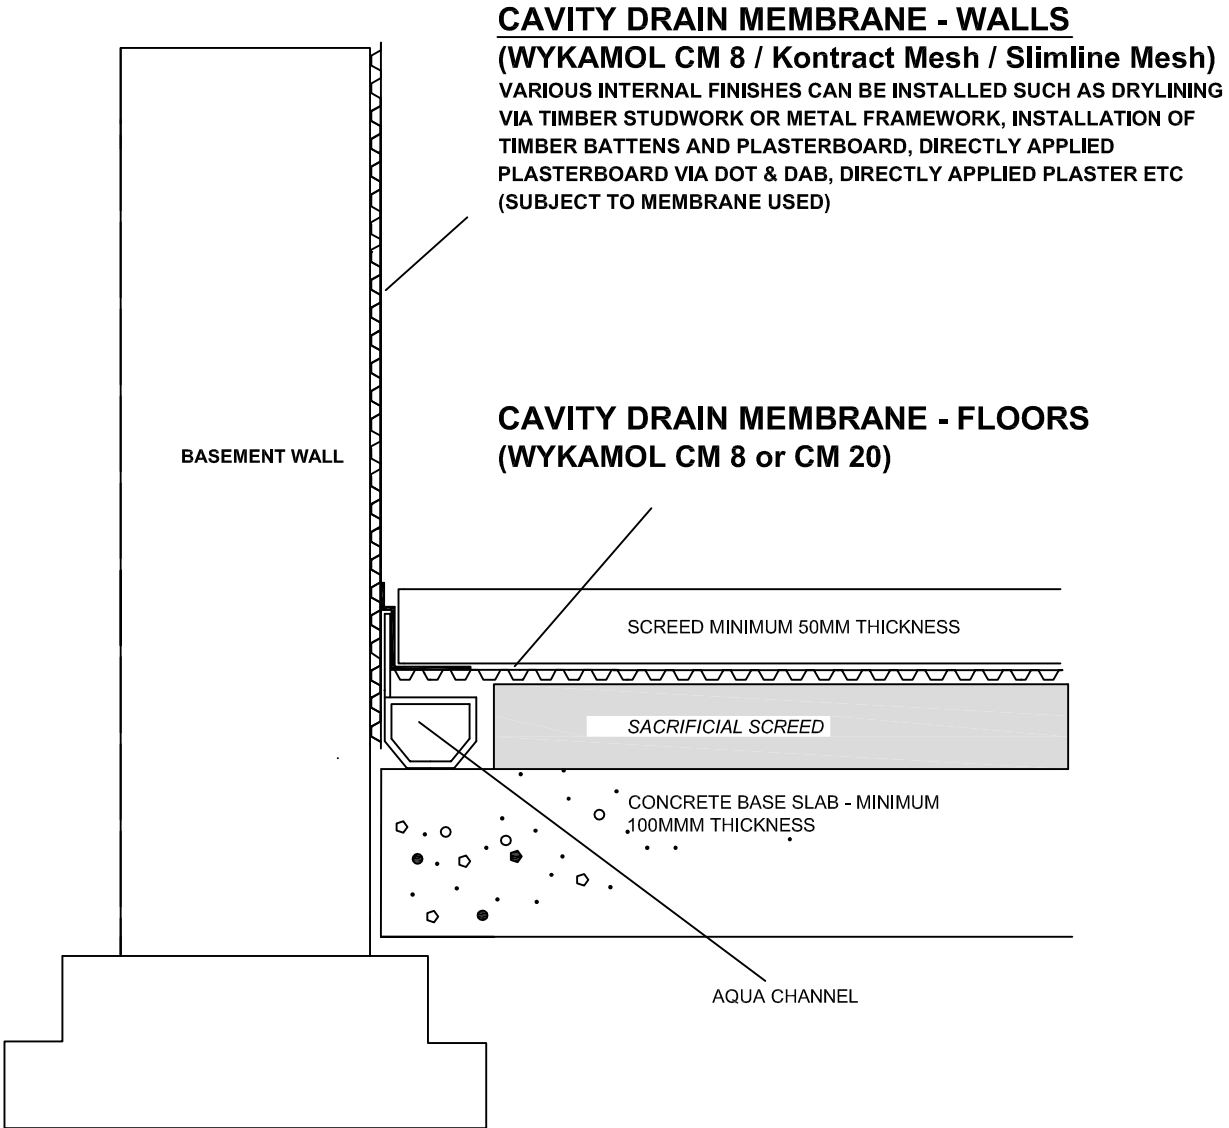 CAVITY DRAIN MEMBRANE - WALLS
(WYKAMOL CM 8 / Kontract Mesh / Slimline Mesh)
VARIOUS INTERNAL FINISHES CAN BE INSTALLED SUCH AS DRYLINING
VIA TIMBER STUDWORK OR METAL FRAMEWORK, INSTALLATION OF
TIMBER BATTENS AND PLASTERBOARD, DIRECTLY APPLIED
PLASTERBOARD VIA DOT & DAB, DIRECTLY APPLIED PLASTER ETC
(SUBJECT TO MEMBRANE USED)
CAVITY DRAIN MEMBRANE - FLOORS
(WYKAMOL CM 8 or CM 20)
BASEMENT WALL
SCREED MINIMUM 50MM THICKNESS
SACRIFICIAL SCREED
CONCRETE BASE SLAB - MINIMUM
100MMM THICKNESS
AQUA CHANNEL